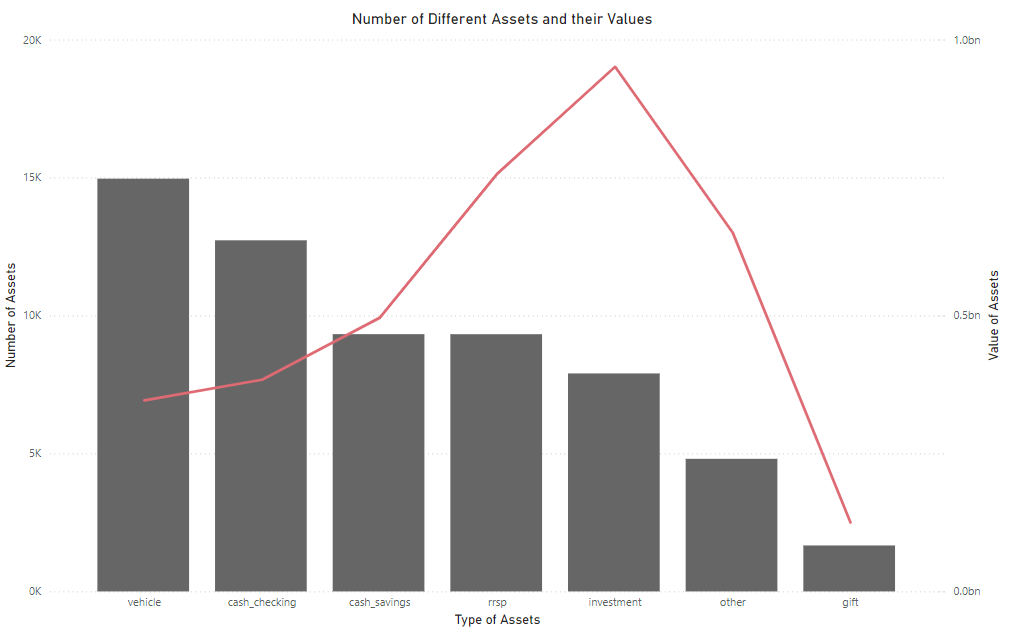 Number of Different Assets and their Values
20K
15K
10K
5K
0K
Number of Assets
1.0bn
0.5bn
0.0bn
Value of Assets
vehicle cash_checking cash_savings rrsp investment other gift
Type of Assets